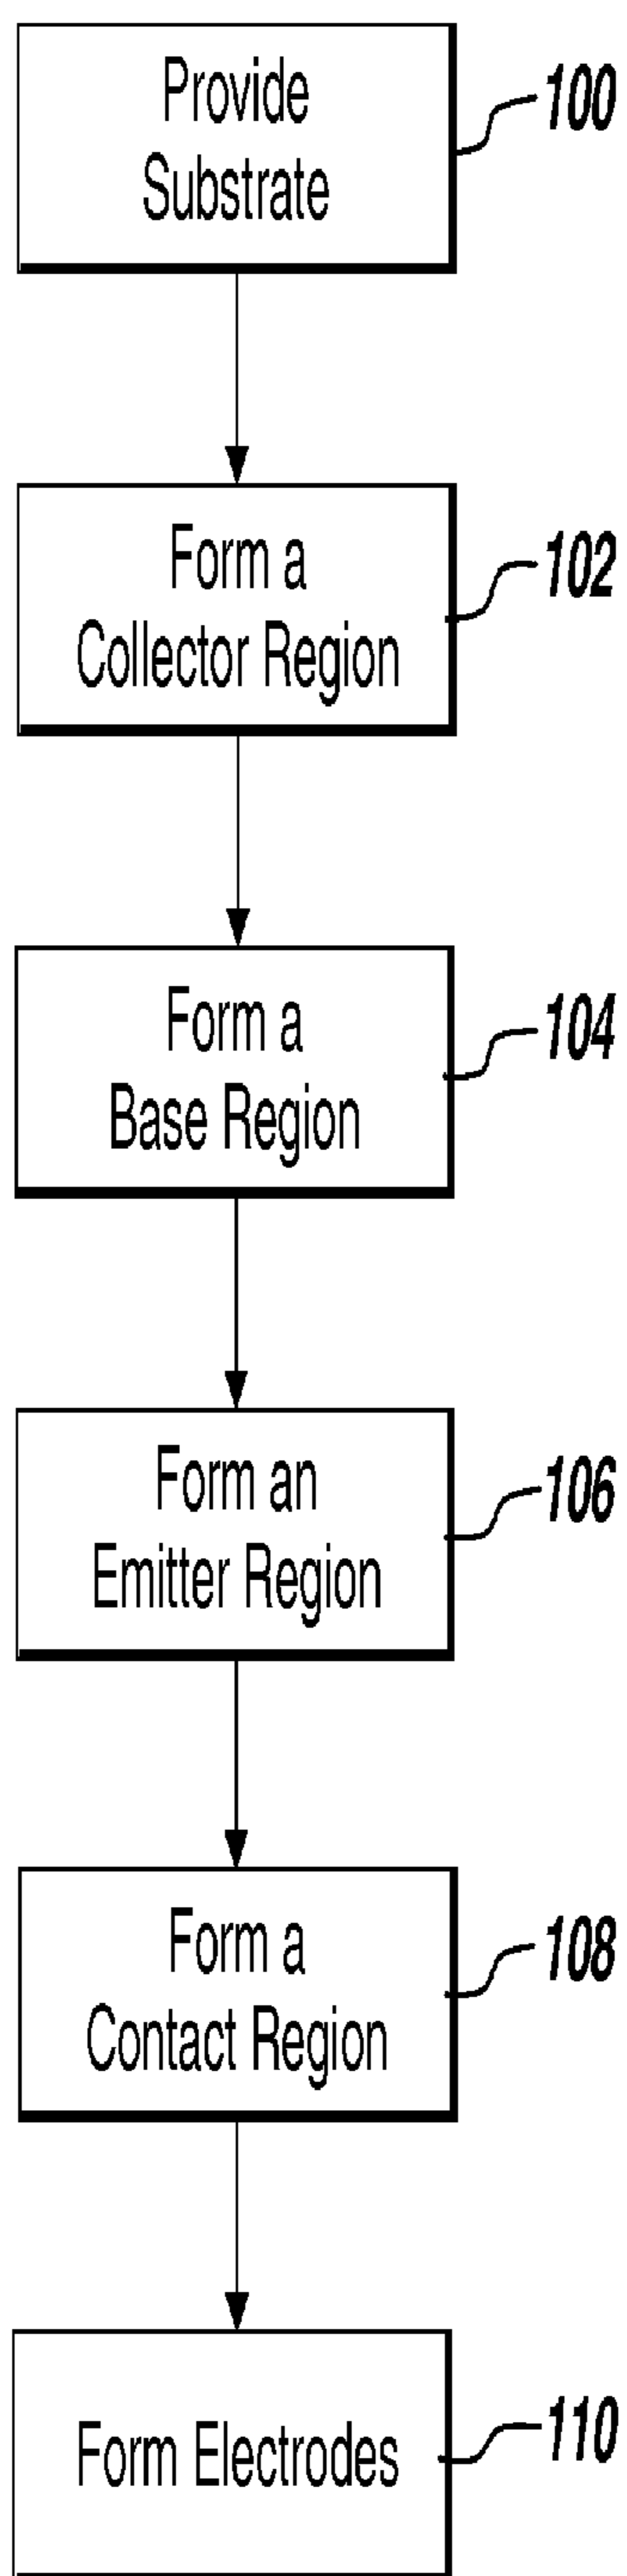 Provide
Substrate
100
Form a
Collector Region
102
Form a
Base Region
104
Form an
Emitter Region
106
Form a
Contact Region
108
Form Electrodes
110